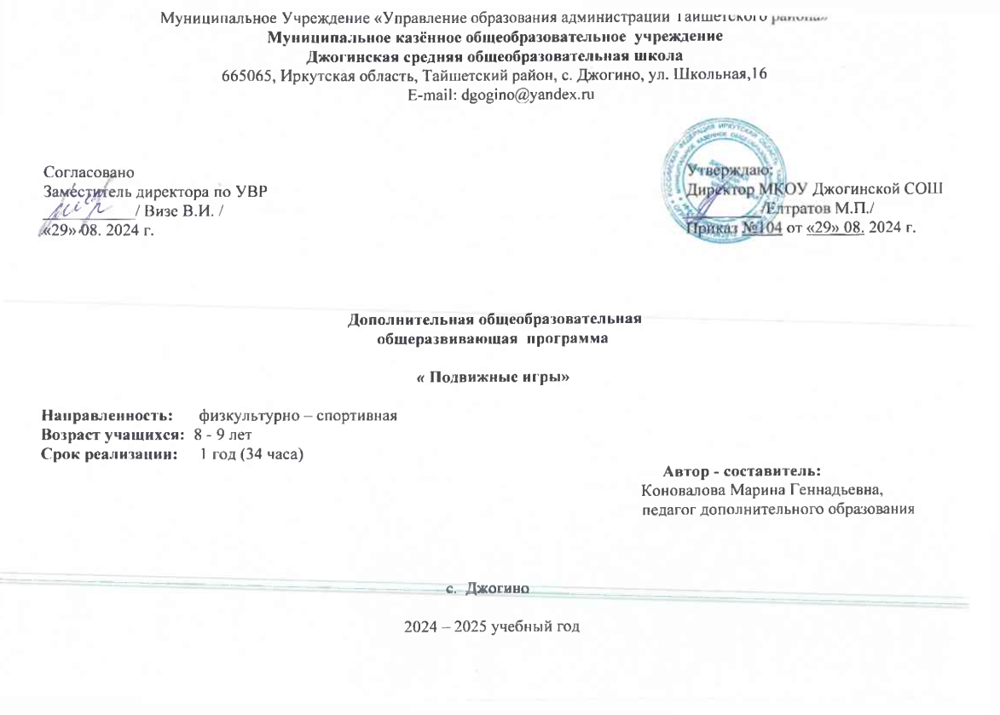 Муниципальное Учреждение «Управление образования администрации Тайшетского района»
Муниципальное казённое общеобразовательное учреждение
Джогинская средняя общеобразовательная школа
665065, Иркутская область, Тайшетский район, с. Джогино, ул. Школьная,16
E-mail: dgogino@yandex.ru
Согласовано
Заместитель директора по УВР
____________/ Визе В.И. /
«29» 08. 2024 г.
Утверждаю:
Директор МКОУ Джогинской СОШ
__________/Елтратов М.П./
Приказ №104 от «29» 08. 2024 г.
Дополнительная общеобразовательная
общеразвивающая программа
« Подвижные игры»
Направленность: физкультурно – спортивная
Возраст учащихся: 8 - 9 лет
Срок реализации: 1 год (34 часа)
Автор - составитель:
Коновалова Марина Геннадьевна,
педагог дополнительного образования
с. Джогино
2024 – 2025 учебный год